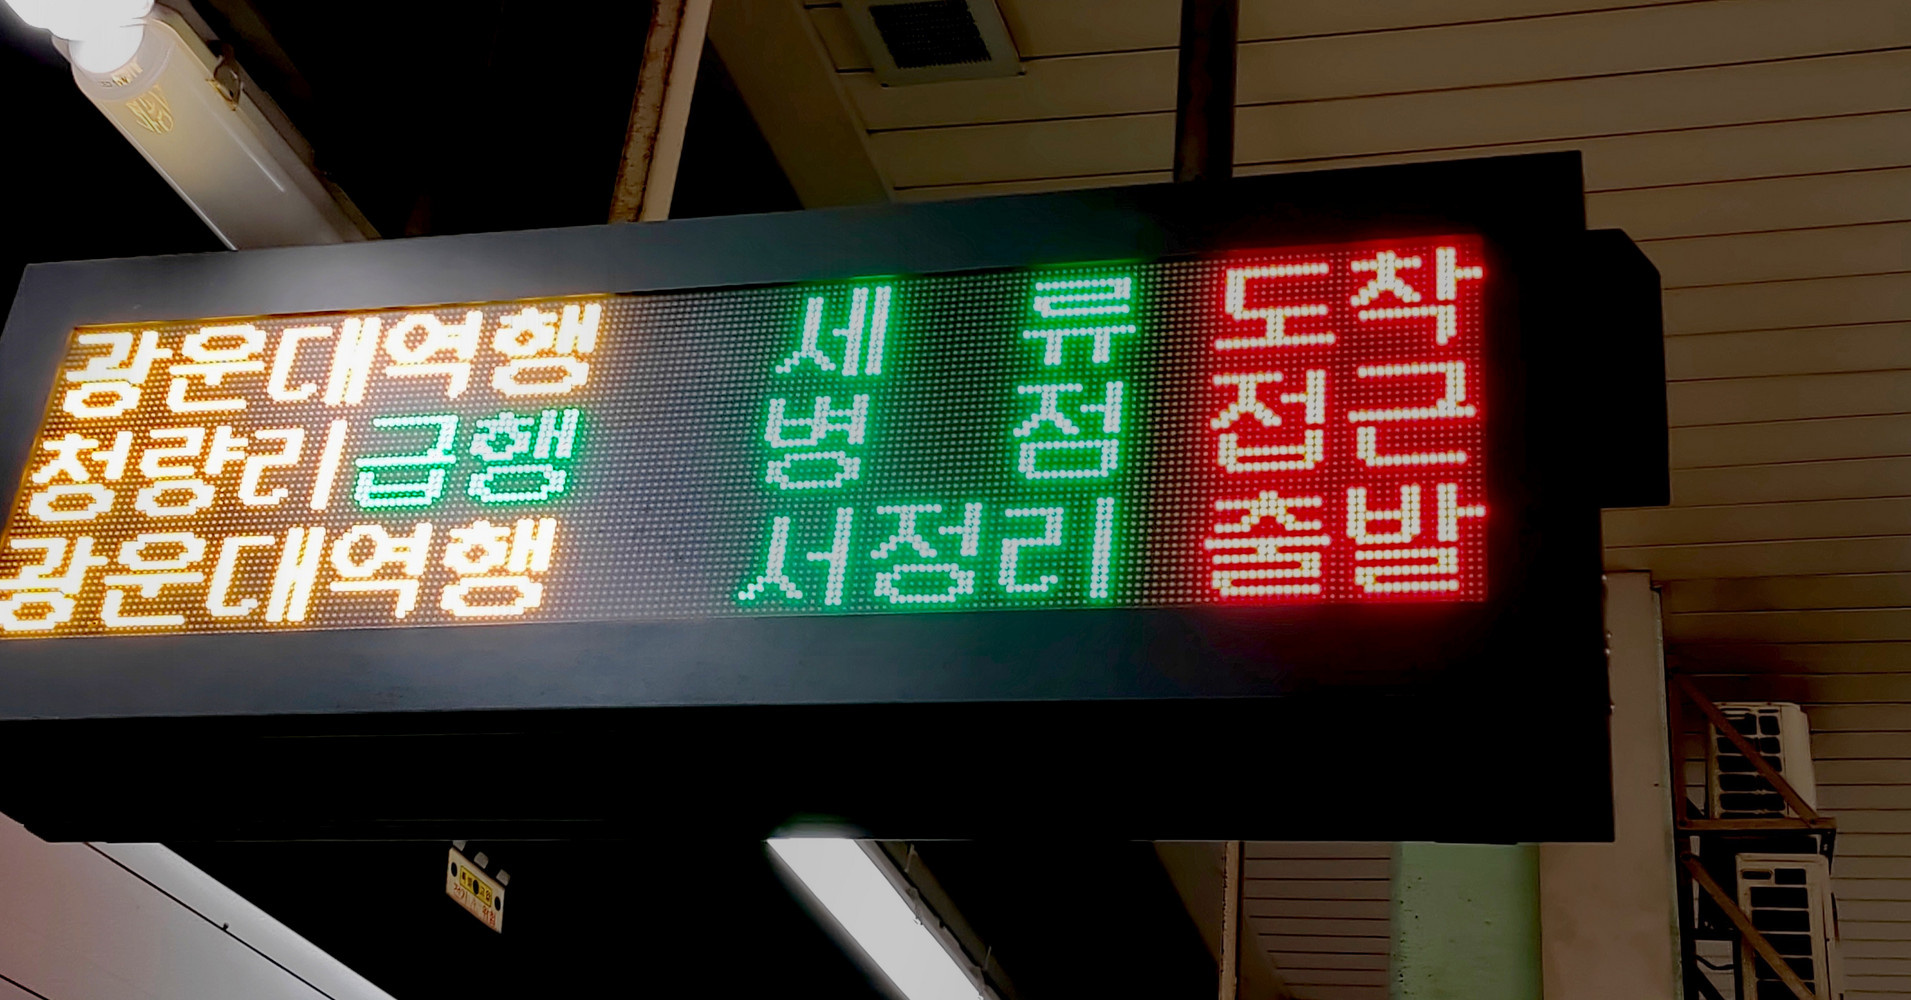 광운대역행 세류 도착
청량리급행 병점 접근
광운대역행 서정리 출발